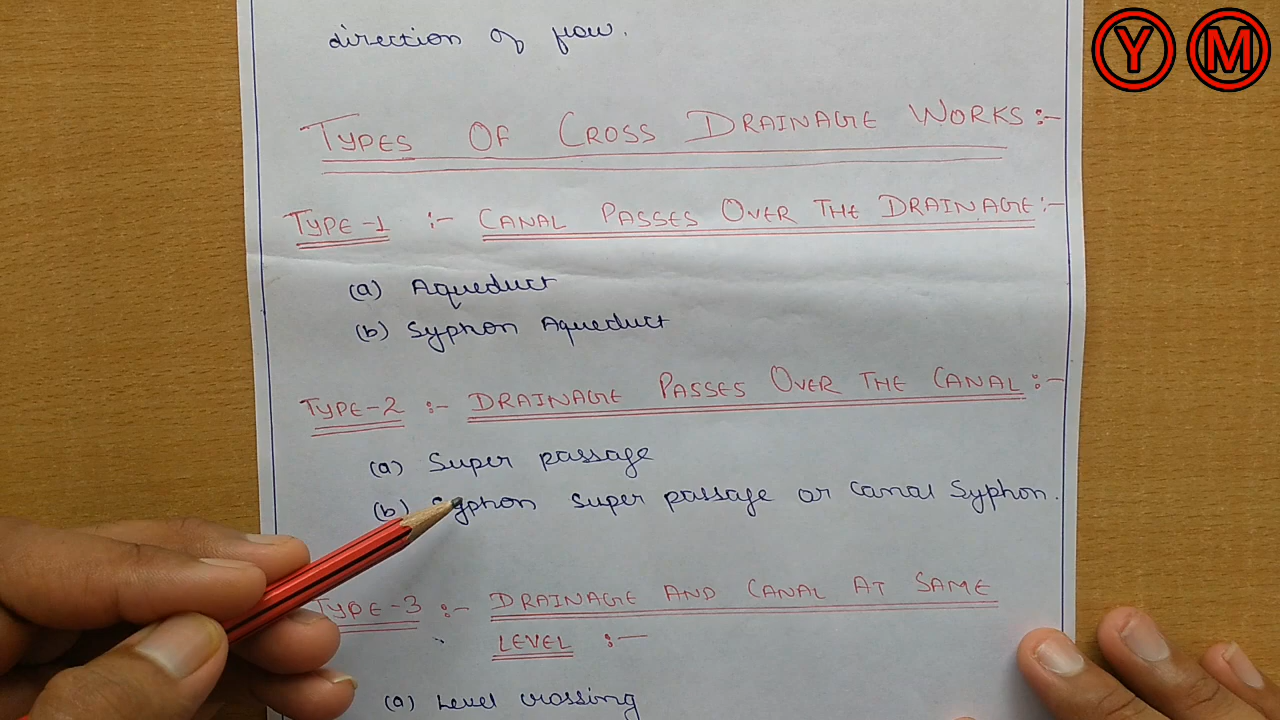 Y M
direction of flow.
TYPES OF CROSS DRAINAGE WORKS:-
TYPE-1 :- CANAL PASSES OVER THE DRAINAGE:-
(a) Aqueduct
(b) Syphon Aqueduct
TYPE-2 :- DRAINAGE PASSES OVER THE CANAL:-
(a) Super passage
(b) Syphon super passage or canal Syphon.
TYPE-3 :- DRAINAGE AND CANAL AT SAME
LEVEL :-
(a) Level crossing